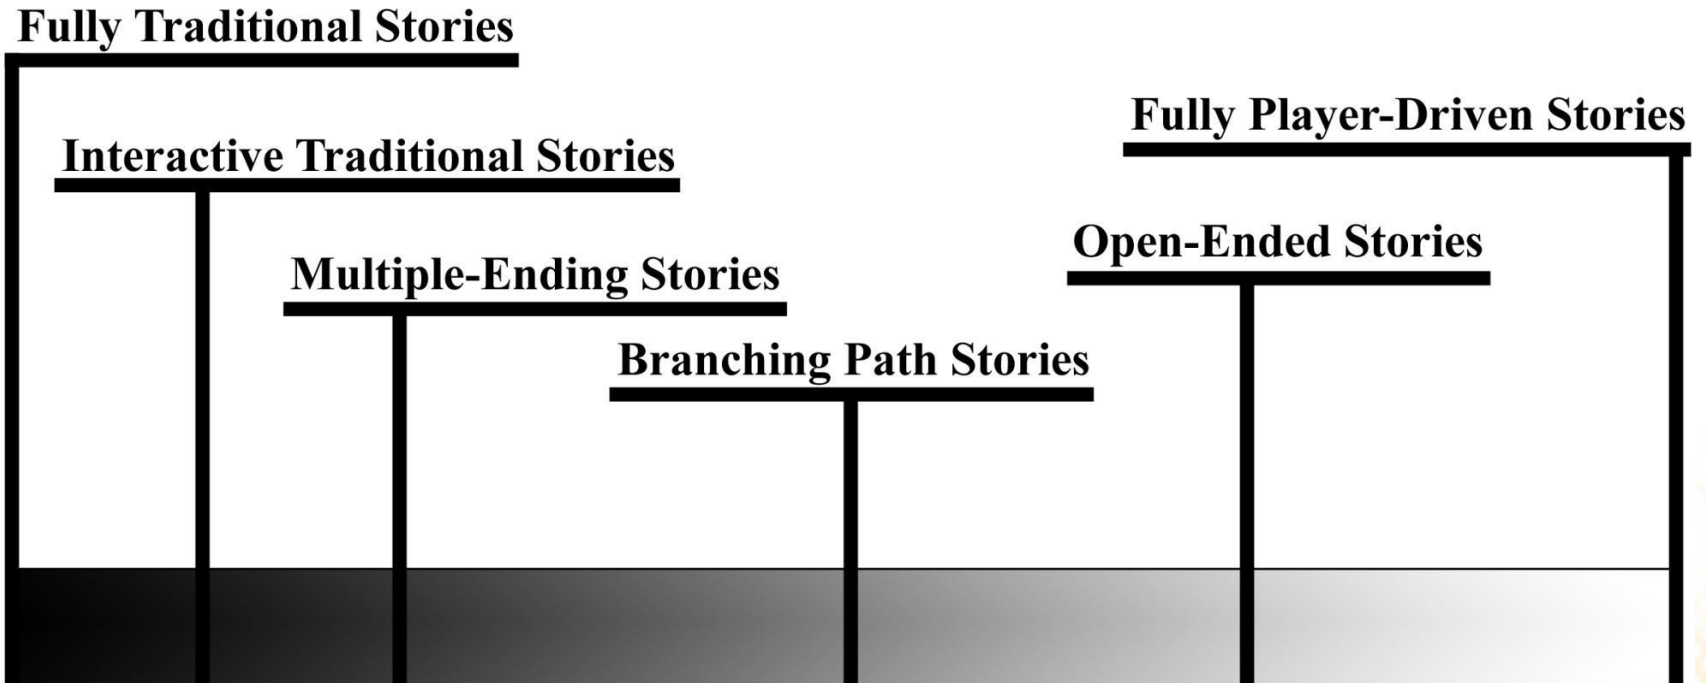 Fully Traditional Stories
Fully Player-Driven Stories
Interactive Traditional Stories
Open-Ended Stories
Multiple-Ending Stories
Branching Path Stories